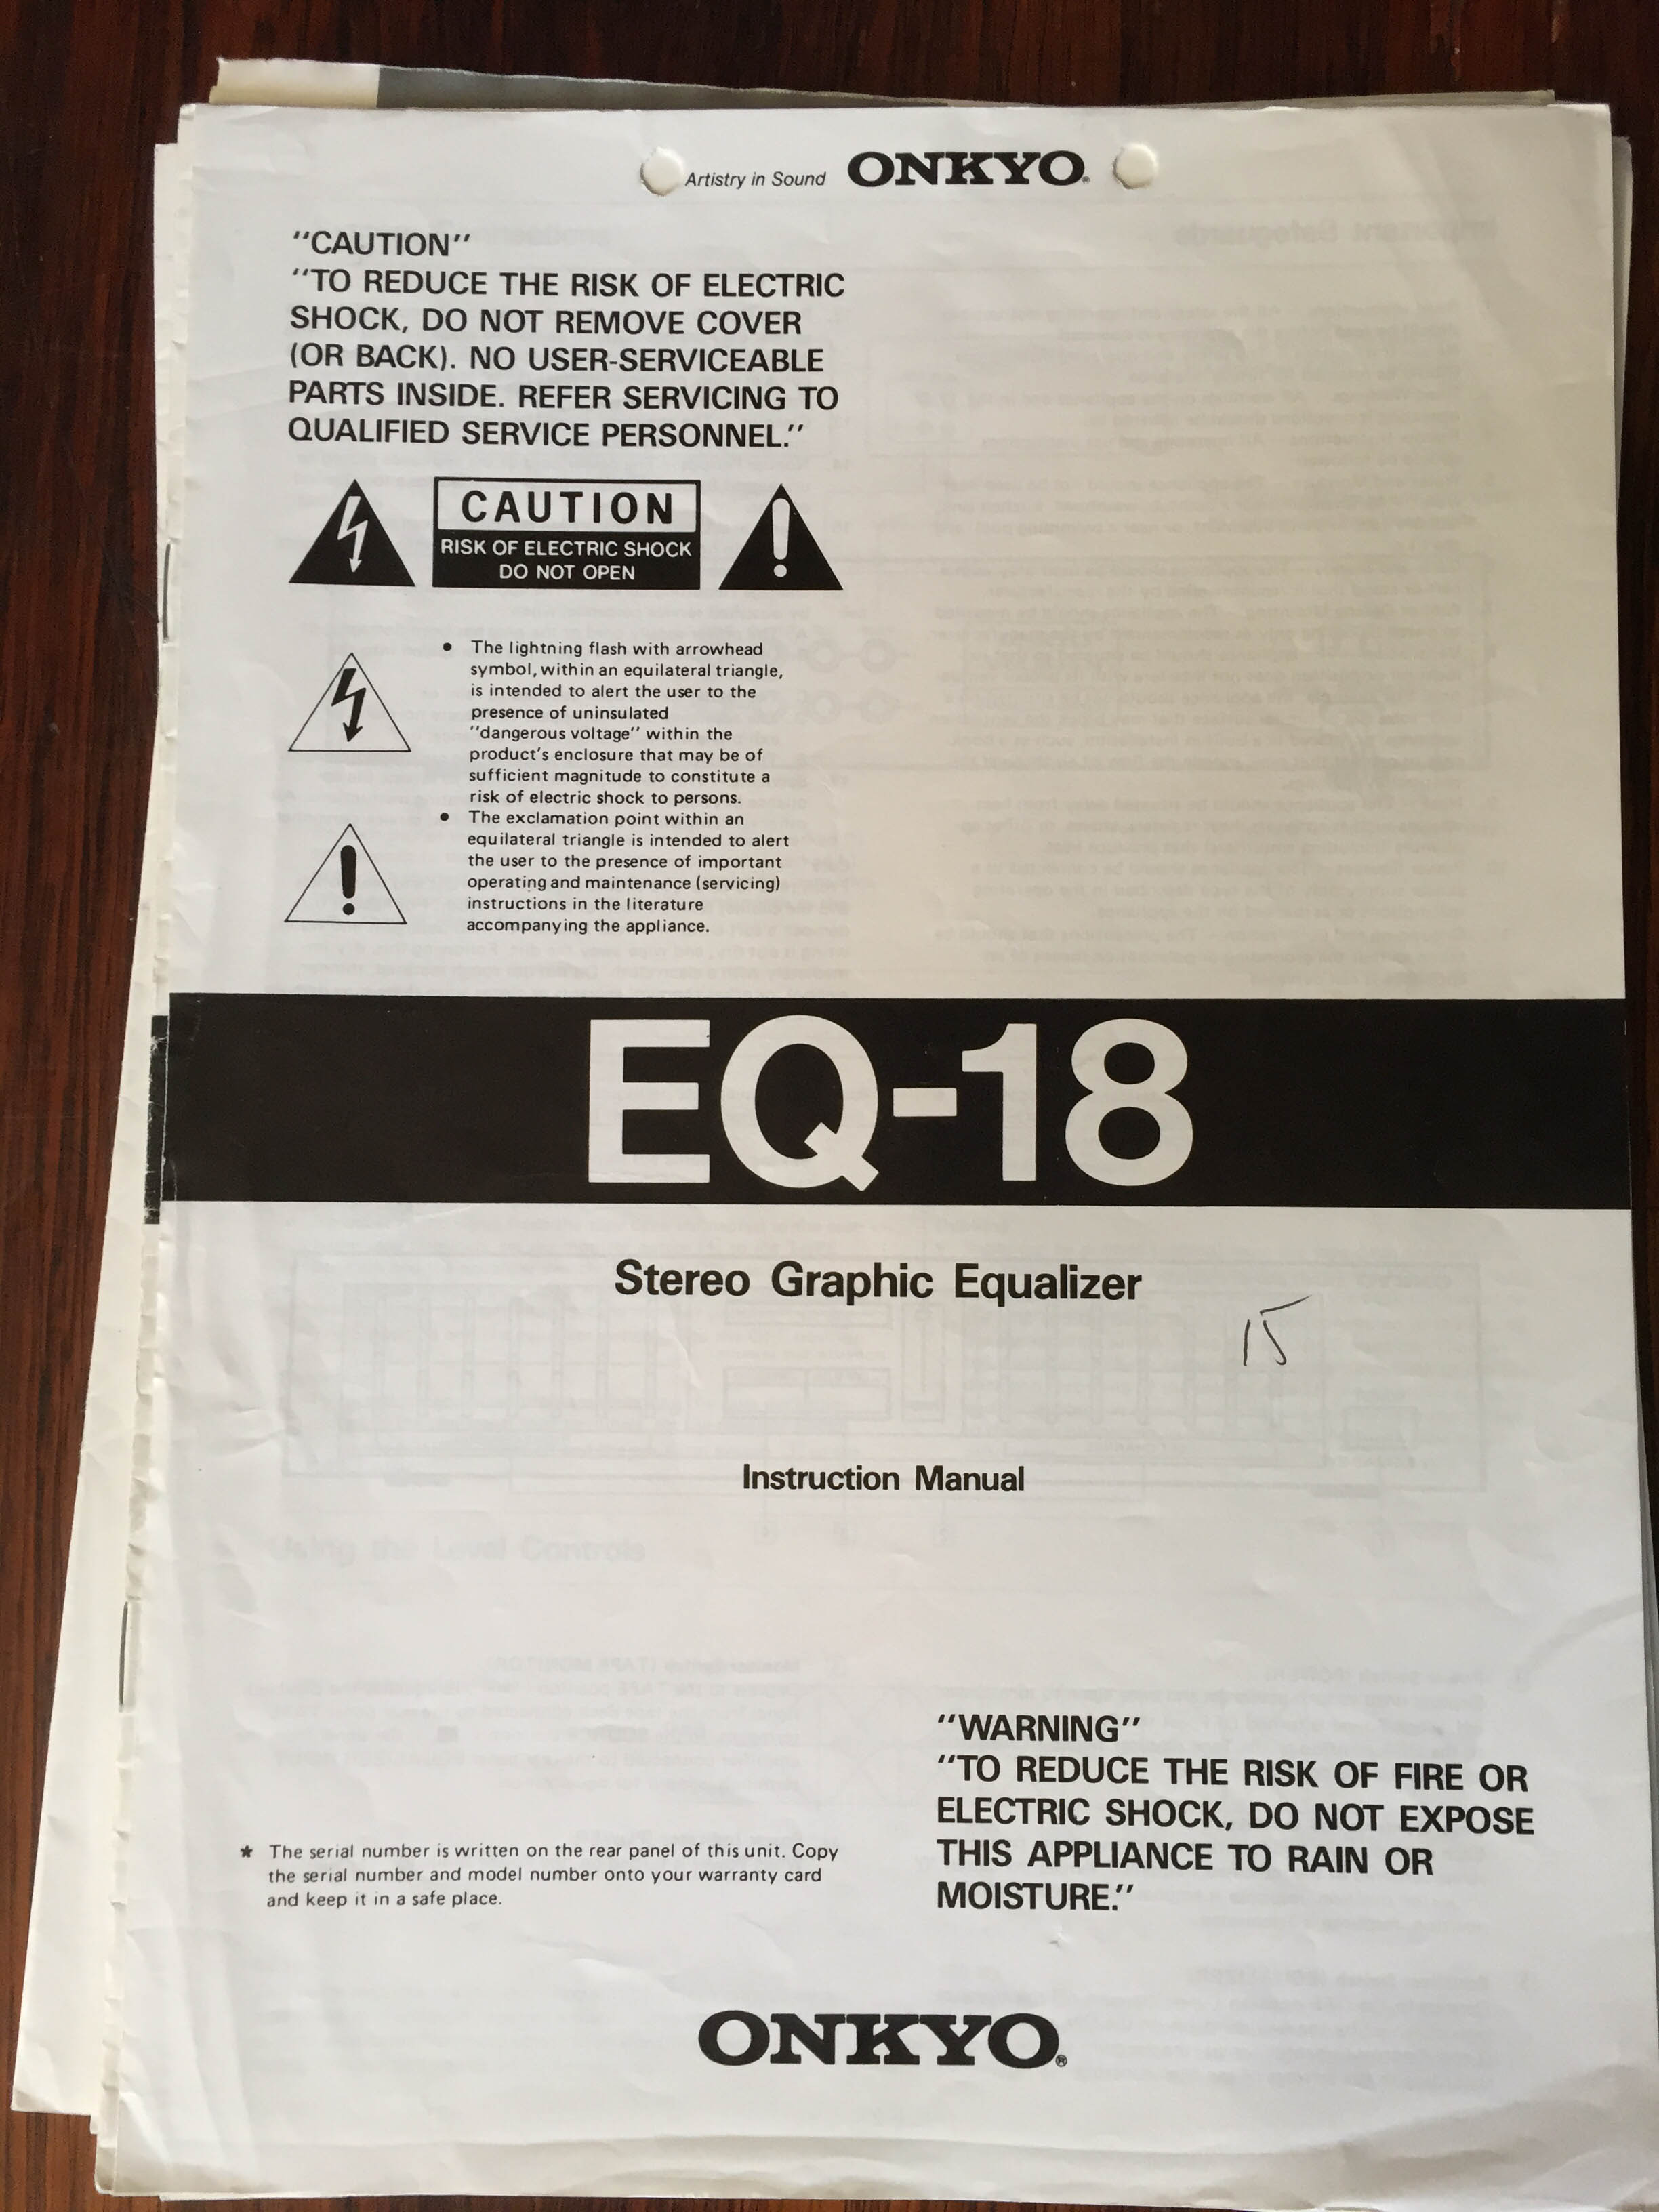 Artistry in Sound ONKYO®
"CAUTION"
"TO REDUCE THE RISK OF ELECTRIC
SHOCK, DO NOT REMOVE COVER
(OR BACK). NO USER-SERVICEABLE
PARTS INSIDE. REFER SERVICING TO
QUALIFIED SERVICE PERSONNEL."
CAUTION
RISK OF ELECTRIC SHOCK
DO NOT OPEN
• The lightning flash with arrowhead
symbol, within an equilateral triangle,
is intended to alert the user to the
presence of uninsulated
"dangerous voltage" within the
product's enclosure that may be of
sufficient magnitude to constitute a
risk of electric shock to persons.
• The exclamation point within an
equilateral triangle is intended to alert
the user to the presence of important
operating and maintenance (servicing)
instructions in the literature
accompanying the appliance.
EQ-18
Stereo Graphic Equalizer
15
Instruction Manual
"WARNING"
"TO REDUCE THE RISK OF FIRE OR
ELECTRIC SHOCK, DO NOT EXPOSE
THIS APPLIANCE TO RAIN OR
MOISTURE."
* The serial number is written on the rear panel of this unit. Copy
the serial number and model number onto your warranty card
and keep it in a safe place.
ONKYO®